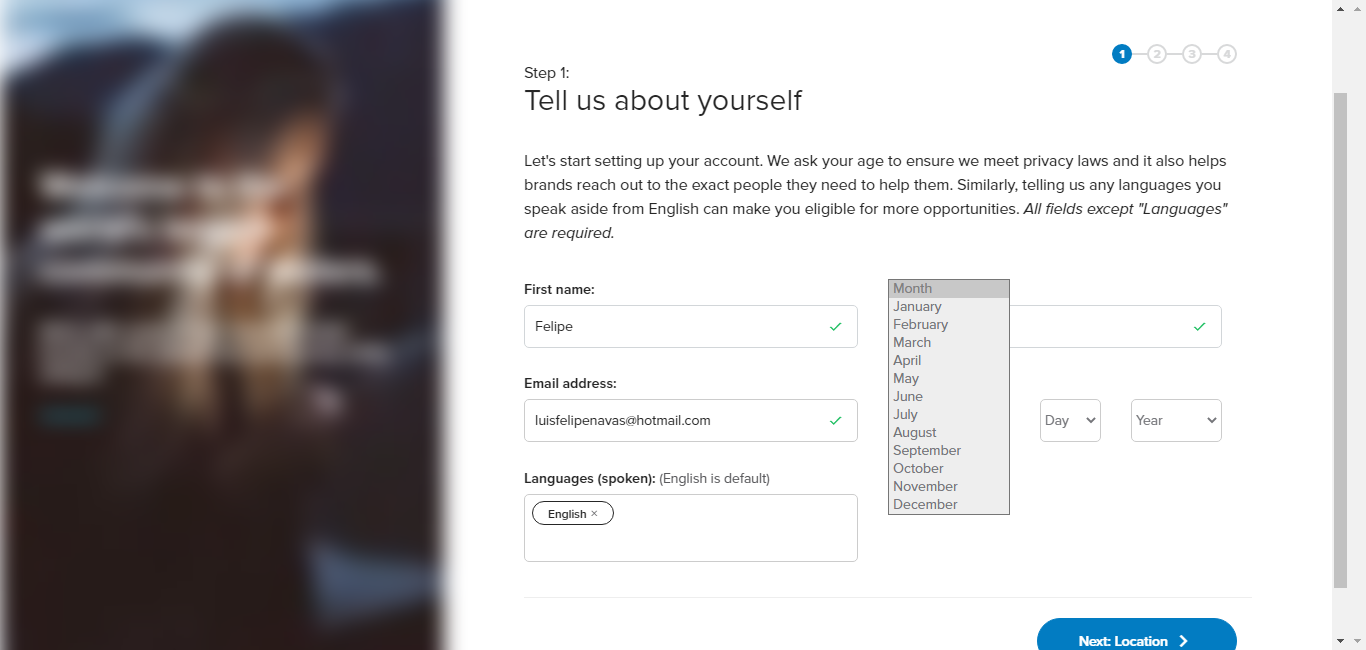 1 2 3 4
Step 1:
Tell us about yourself
Let's start setting up your account. We ask your age to ensure we meet privacy laws and it also helps
brands reach out to the exact people they need to help them. Similarly, telling us any languages you
speak aside from English can make you eligible for more opportunities. All fields except "Languages"
are required.
First name:
Felipe
Email address:
luisfelipenavas@hotmail.com
Languages (spoken): (English is default)
English ×
Month
January
February
March
April
May
June
July
August
September
October
November
December
Day
Year
Next: Location